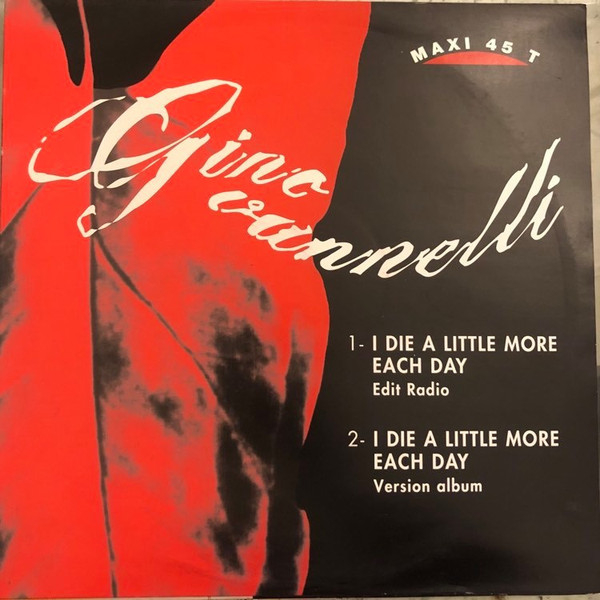 MAXI 45 T
Gino
vannelli
1- I DIE A LITTLE MORE
EACH DAY
Edit Radio
2- I DIE A LITTLE MORE
EACH DAY
Version album